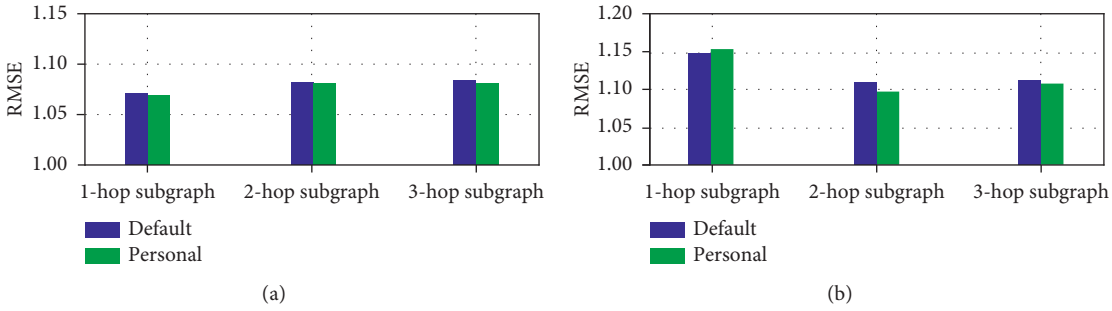 1.15
1.10
1.05
1.00
RMSE
1-hop subgraph 2-hop subgraph 3-hop subgraph
Default
Personal
(a)
1.20
1.15
1.10
1.05
1.00
RMSE
1-hop subgraph 2-hop subgraph 3-hop subgraph
Default
Personal
(b)